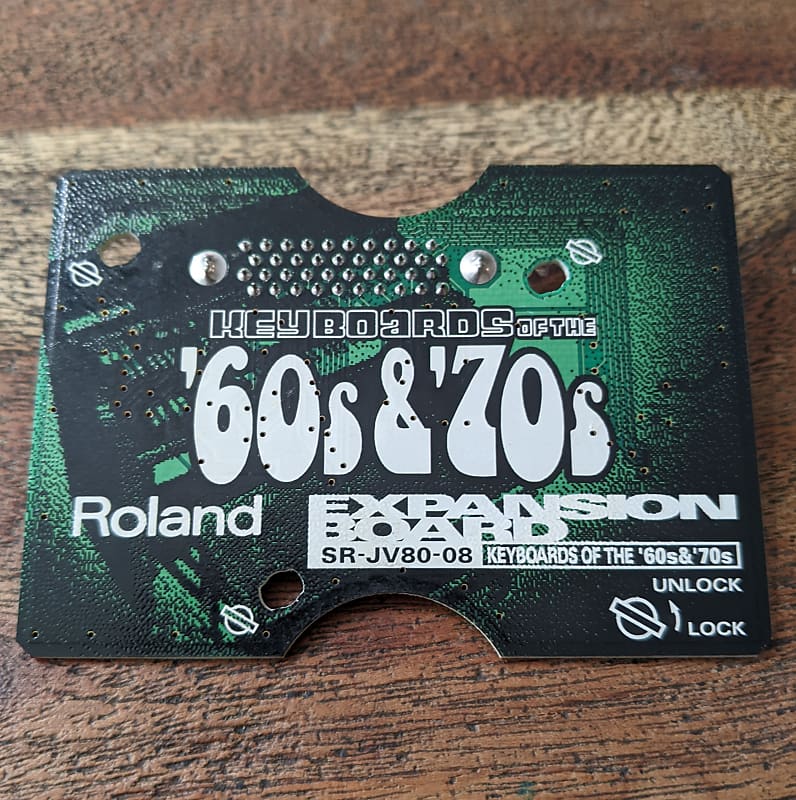 KEYBOARDS OF THE
'60s & '70s
Roland
EXPANSION
BOARD
SR-JV80-08 KEYBOARDS OF THE '60s&'70s
UNLOCK
LOCK